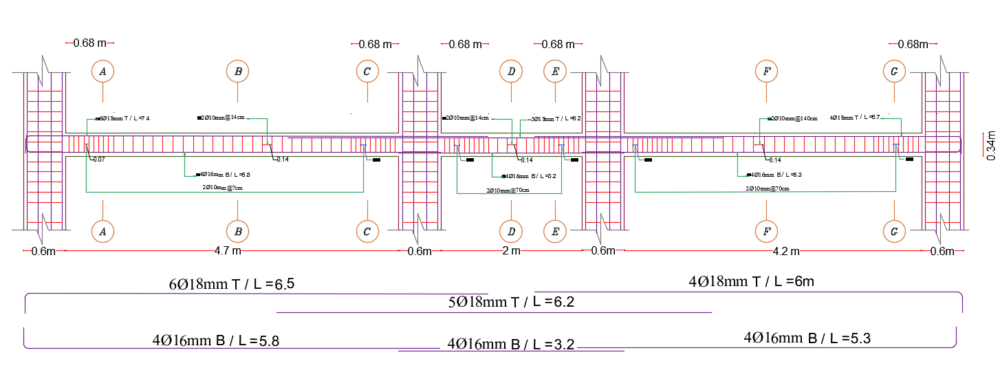 0.68 m 0.68 m 0.68 m 0.68 m 0.68m
A B C D E F G
6Ø18mm T / L =7.4 2Ø10mm@14cm 2Ø10mm@14cm 5Ø18mm T / L =6.2 2Ø10mm@140cm 4Ø18mm T / L =6.7
0.34m
0.07 0.14 0.14 0.14
4Ø16mm B / L =5.8 4Ø16mm B / L =3.2 4Ø16mm B / L =5.3
2Ø10mm@7cm 2Ø10mm@70cm 2Ø10mm@70cm
A B C D E F G
0.6m 4.7 m 0.6m 2 m 0.6m 4.2 m 0.6m
6Ø18mm T / L =6.5 4Ø18mm T / L =6m
5Ø18mm T / L =6.2
4Ø16mm B / L =5.8 4Ø16mm B / L =3.2 4Ø16mm B / L =5.3